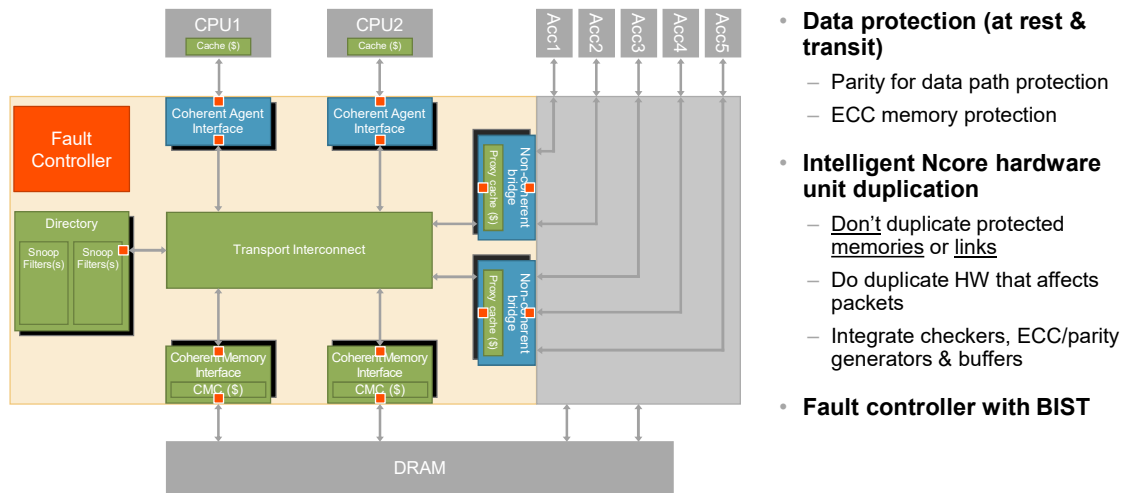 CPU1
Cache ($)
CPU2
Cache ($)
Acc1
Acc2
Acc3
Acc4
Acc5
Fault
Controller
Coherent Agent
Interface
Coherent Agent
Interface
Non-coherent
bridge
Proxy cache ($)
Directory
Snoop
Filters(s)
Snoop
Filters(s)
Transport Interconnect
Non-coherent
bridge
Proxy cache ($)
Coherent Memory
Interface
CMC ($)
Coherent Memory
Interface
CMC ($)
DRAM
• Data protection (at rest &
transit)
– Parity for data path protection
– ECC memory protection
• Intelligent Ncore hardware
unit duplication
– Don't duplicate protected
memories or links
– Do duplicate HW that affects
packets
– Integrate checkers, ECC/parity
generators & buffers
• Fault controller with BIST